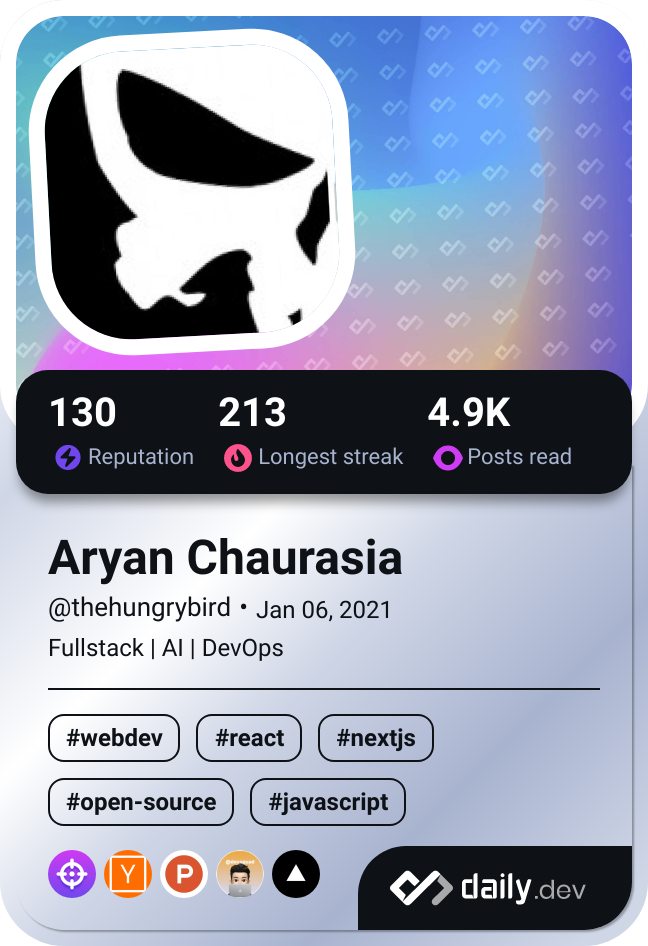 130 213 4.9K
Reputation Longest streak Posts read
Aryan Chaurasia
@thehungrybird • Jan 06, 2021
Fullstack | AI | DevOps
#webdev #react #nextjs
#open-source #javascript
Y P
daily.dev